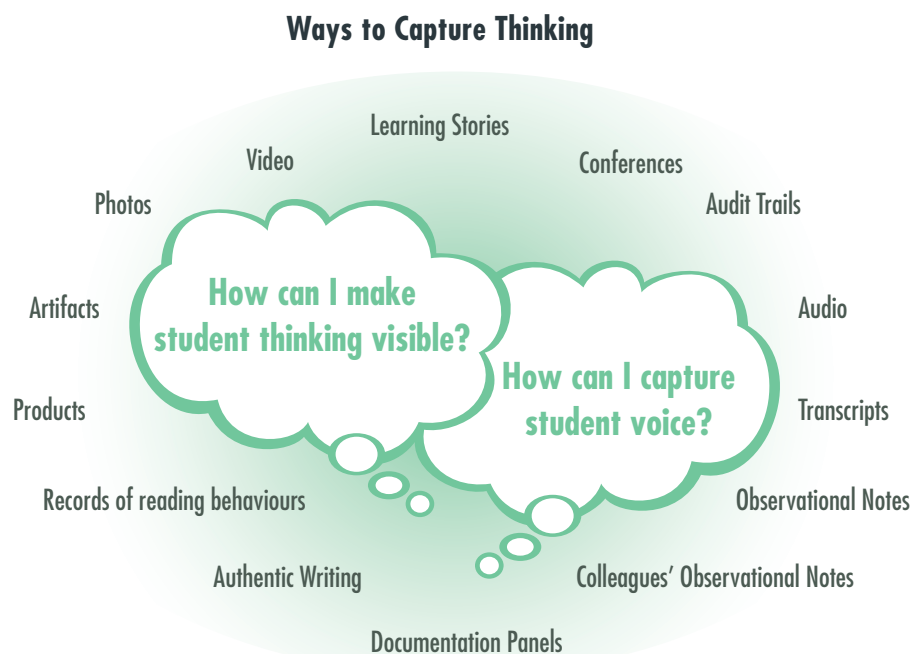 Ways to Capture Thinking
Learning Stories
Video
Conferences
Photos
Audit Trails
How can I make
student thinking visible?
Artifacts
Audio
How can I capture
student voice?
Products
Transcripts
Records of reading behaviours
Observational Notes
Authentic Writing
Colleagues’ Observational Notes
Documentation Panels